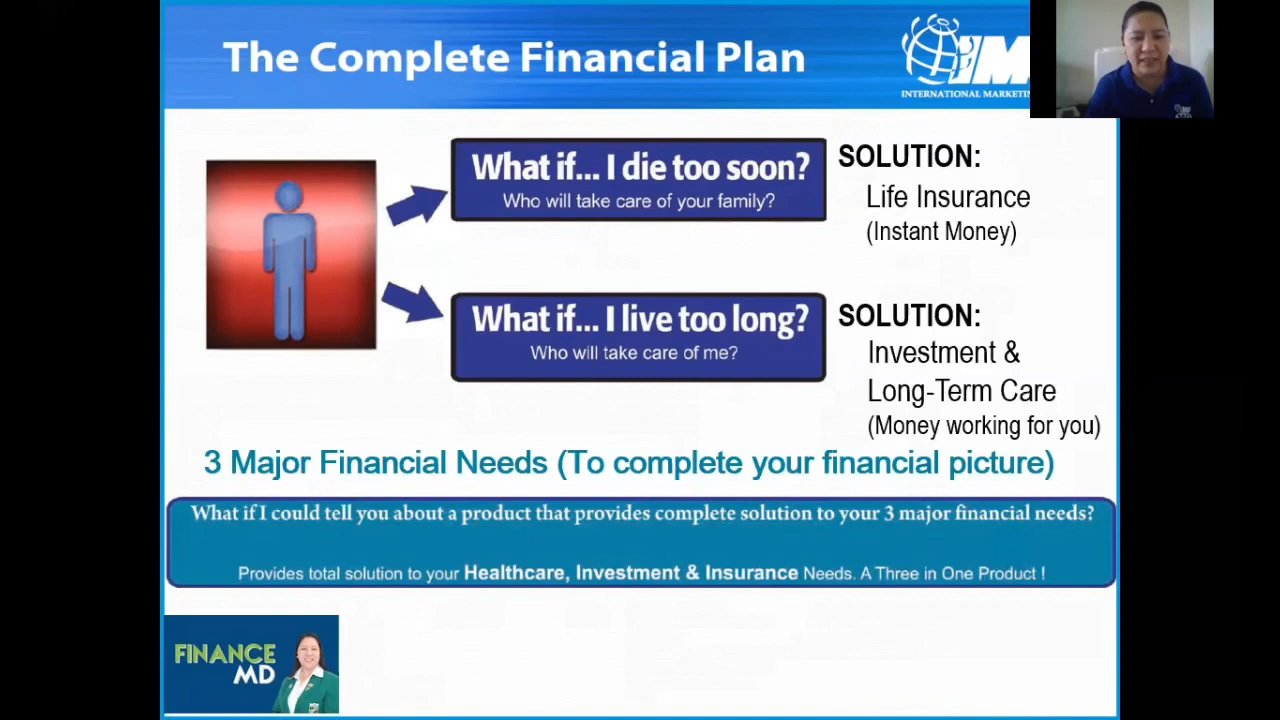 The Complete Financial Plan
INTERNATIONAL MARKETIN
What if... I die too soon?
Who will take care of your family?
SOLUTION:
Life Insurance
(Instant Money)
What if... I live too long?
Who will take care of me?
SOLUTION:
Investment &
Long-Term Care
(Money working for you)
3 Major Financial Needs (To complete your financial picture)
What if I could tell you about a product that provides complete solution to your 3 major financial needs?
Provides total solution to your Healthcare, Investment & Insurance Needs. A Three in One Product !
FINANCE
MD